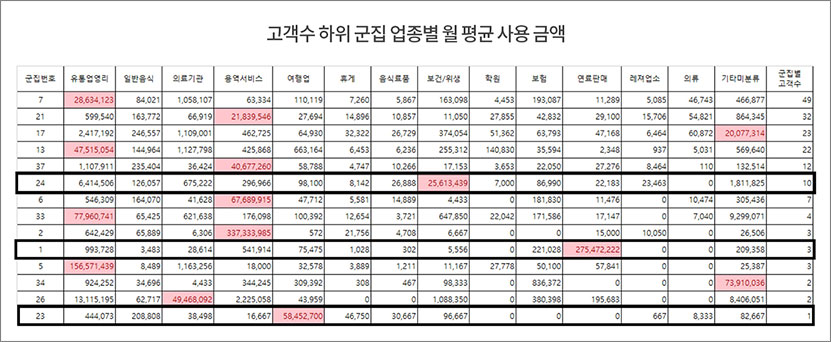 고객수 하위 군집 업종별 월 평균 사용 금액
군집번호 유통업영리 일반음식 의료기관 용역서비스 여행업 휴게 음식료품 보건/위생 학원 보험 연료판매 레져업소 의류 기타미분류 군집별 고객수
7 28,634,123 84,021 1,058,107 63,334 110,119 7,260 5,867 163,098 4,453 193,087 11,289 5,085 46,743 466,877 49
21 599,540 163,772 66,919 21,839,546 27,694 14,896 10,857 11,050 27,855 42,832 29,100 15,706 54,821 864,345 32
17 2,417,192 246,557 1,109,001 462,725 64,930 32,322 26,729 374,054 51,362 63,793 47,168 6,464 60,872 20,077,314 23
13 47,515,054 144,964 1,127,798 425,868 663,164 6,453 6,236 255,312 140,830 35,594 2,348 937 5,031 569,640 22
37 1,107,911 235,404 36,424 40,677,260 58,788 4,747 10,266 17,153 3,653 22,050 27,276 8,464 110 132,514 12
24 6,414,506 126,057 675,222 296,966 98,100 8,142 26,888 25,613,439 7,000 86,990 22,183 23,463 0 1,811,825 10
6 546,309 164,070 41,628 67,689,915 47,712 5,581 14,889 4,433 0 181,830 11,476 0 10,474 305,436 7
33 77,960,741 65,425 621,638 176,098 100,392 12,654 3,721 647,850 22,042 171,586 17,147 0 7,040 9,299,071 4
2 642,429 65,889 6,306 337,333,985 572 21,756 4,708 6,667 0 0 15,000 10,050 0 26,506 3
1 993,728 3,483 28,614 541,914 75,475 1,028 302 5,556 0 221,028 275,472,222 0 0 209,358 3
5 156,571,439 8,489 1,163,256 18,000 32,578 3,889 1,211 11,167 27,778 50,100 57,841 0 0 25,387 3
34 924,252 34,696 4,433 344,245 309,392 308 467 98,333 0 836,372 0 0 0 73,910,036 2
26 13,115,195 62,717 49,468,092 2,225,058 43,959 0 0 1,088,350 0 380,398 195,683 0 0 8,406,051 2
23 444,073 208,808 38,498 16,667 58,452,700 46,750 30,667 96,667 0 0 0 667 8,333 82,667 1